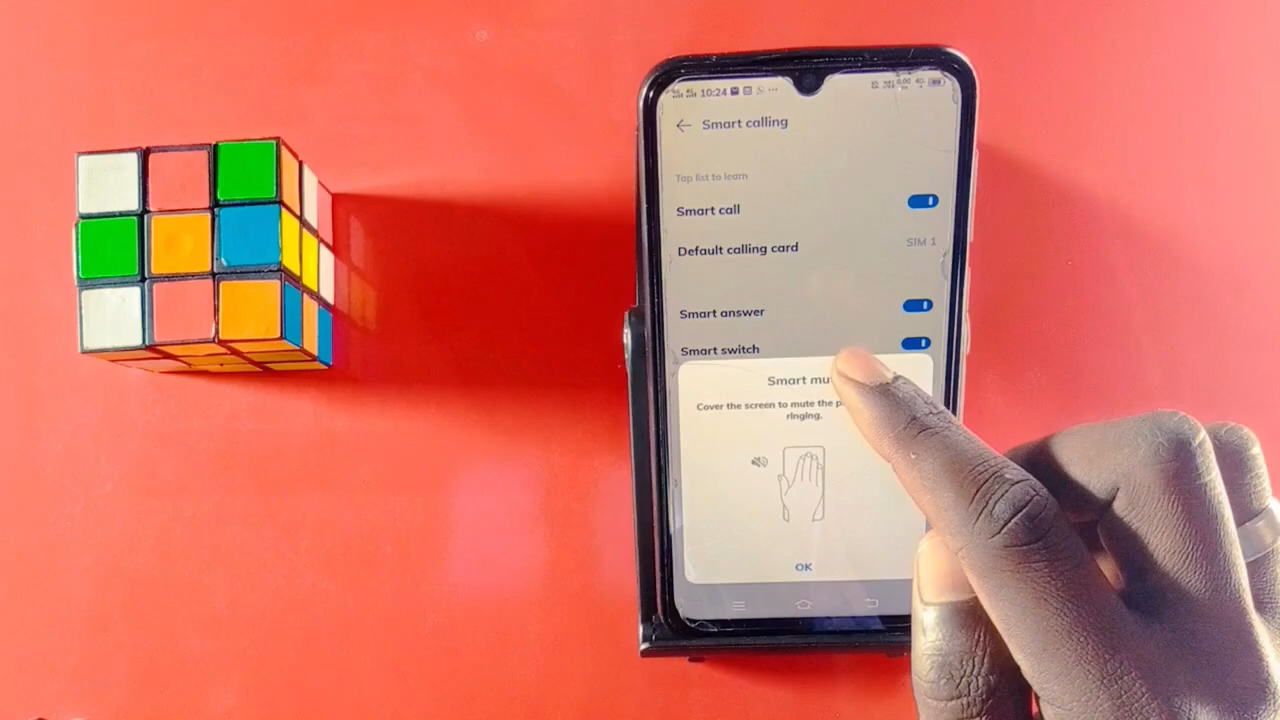 10:24
Smart calling
Tap list to learn
Smart call
Default calling card
SIM 1
Smart answer
Smart switch
Smart
Cover the screen to mute the
ringing.
OK